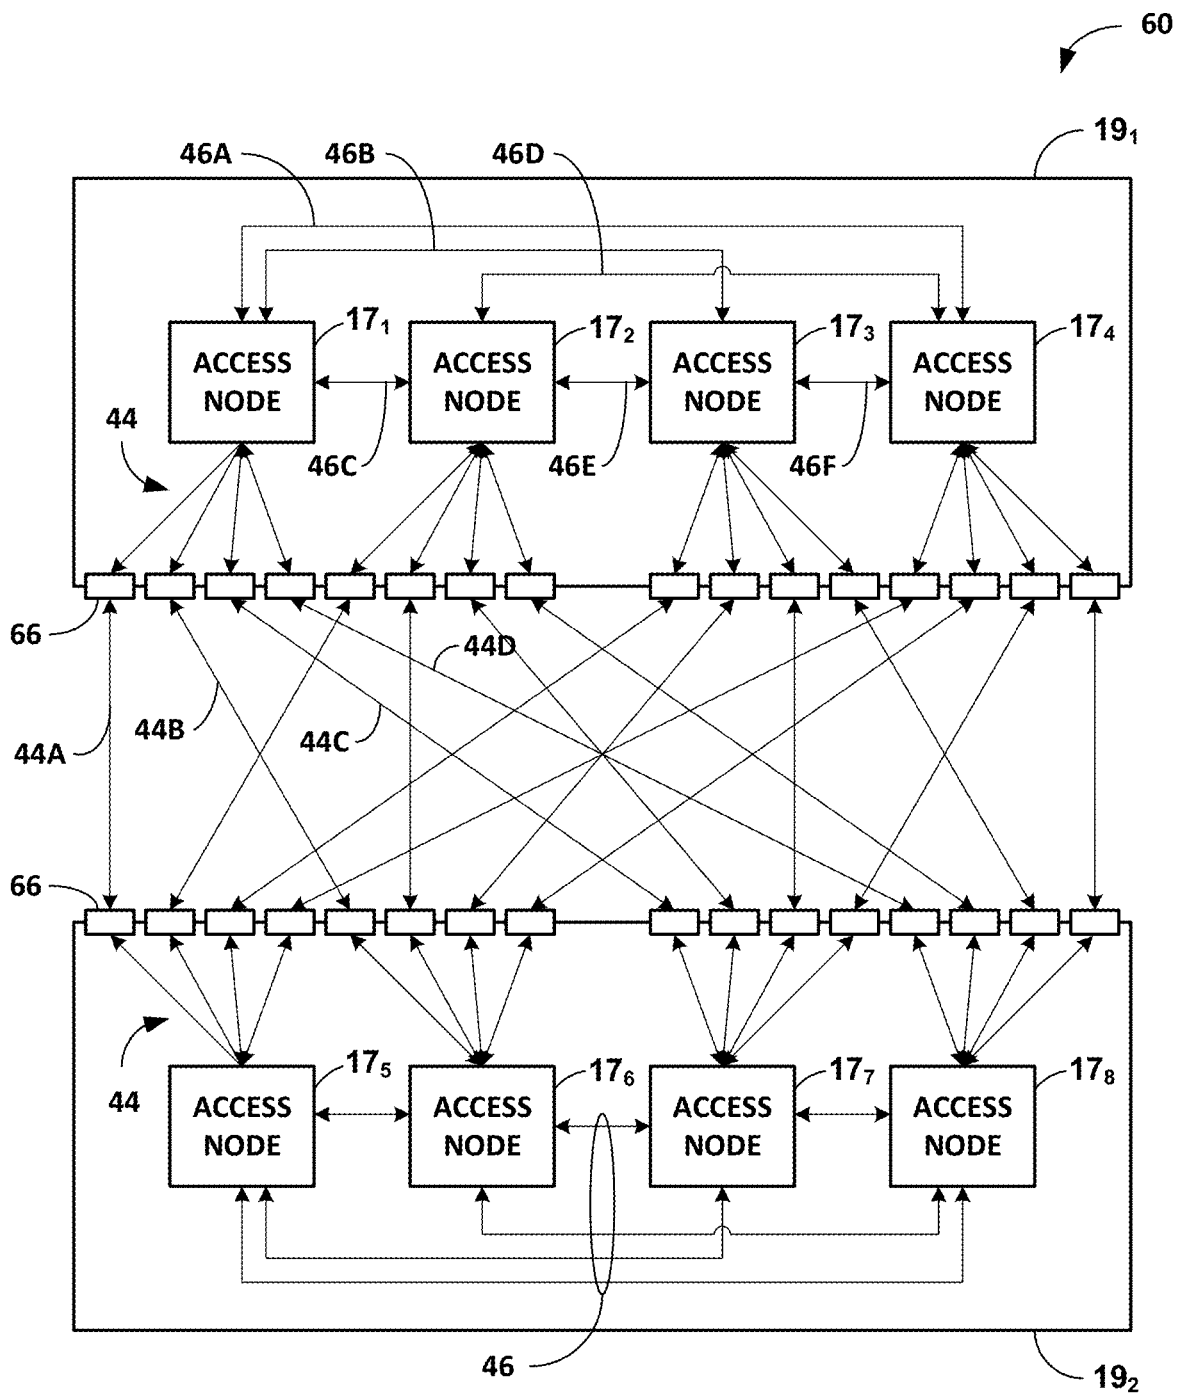 60
19₁
46A
46B
46D
17₁
17₂
17₃
17₄
ACCESS
NODE
ACCESS
NODE
ACCESS
NODE
ACCESS
NODE
44
46C
46E
46F
66
44D
44B
44C
44A
66
44
17₅
17₆
17₇
17₈
ACCESS
NODE
ACCESS
NODE
ACCESS
NODE
ACCESS
NODE
46
19₂